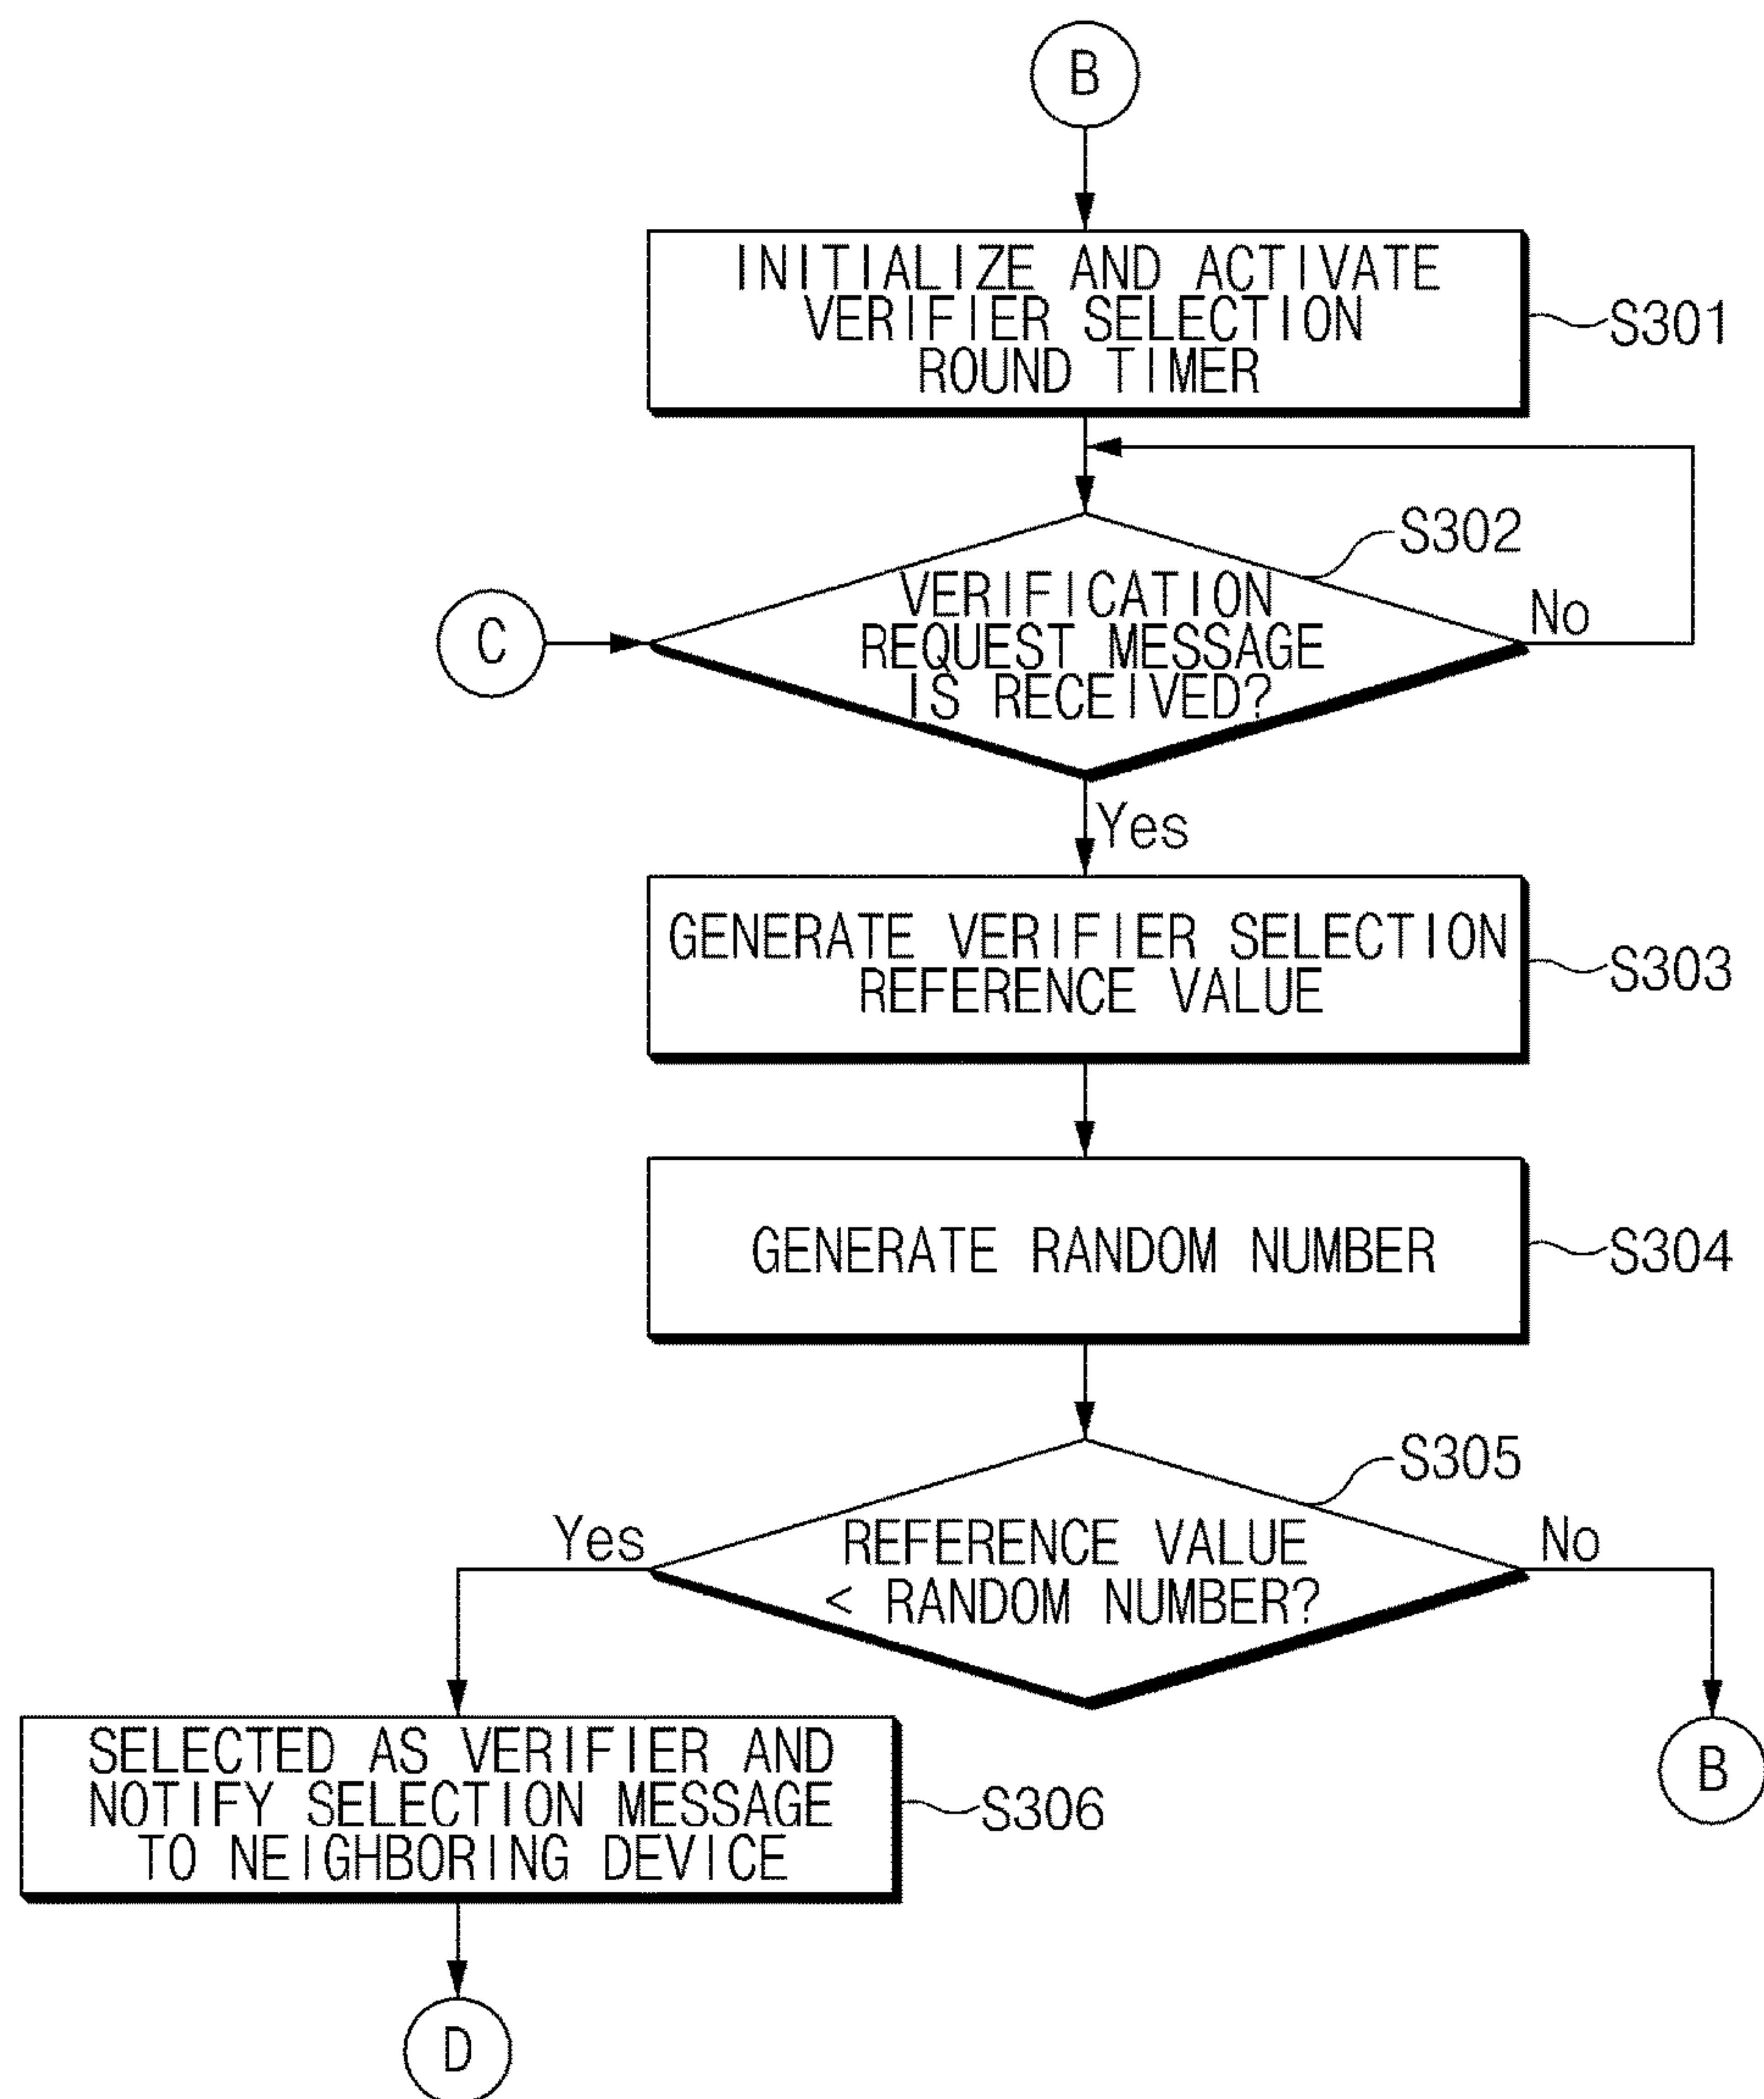 B
INITIALIZE AND ACTIVATE
VERIFIER SELECTION
ROUND TIMER
S301
S302
VERIFICATION
REQUEST MESSAGE
IS RECEIVED?
No
C
Yes
GENERATE VERIFIER SELECTION
REFERENCE VALUE
S303
GENERATE RANDOM NUMBER
S304
S305
Yes
REFERENCE VALUE
< RANDOM NUMBER?
No
SELECTED AS VERIFIER AND
NOTIFY SELECTION MESSAGE
TO NEIGHBORING DEVICE
S306
B
D